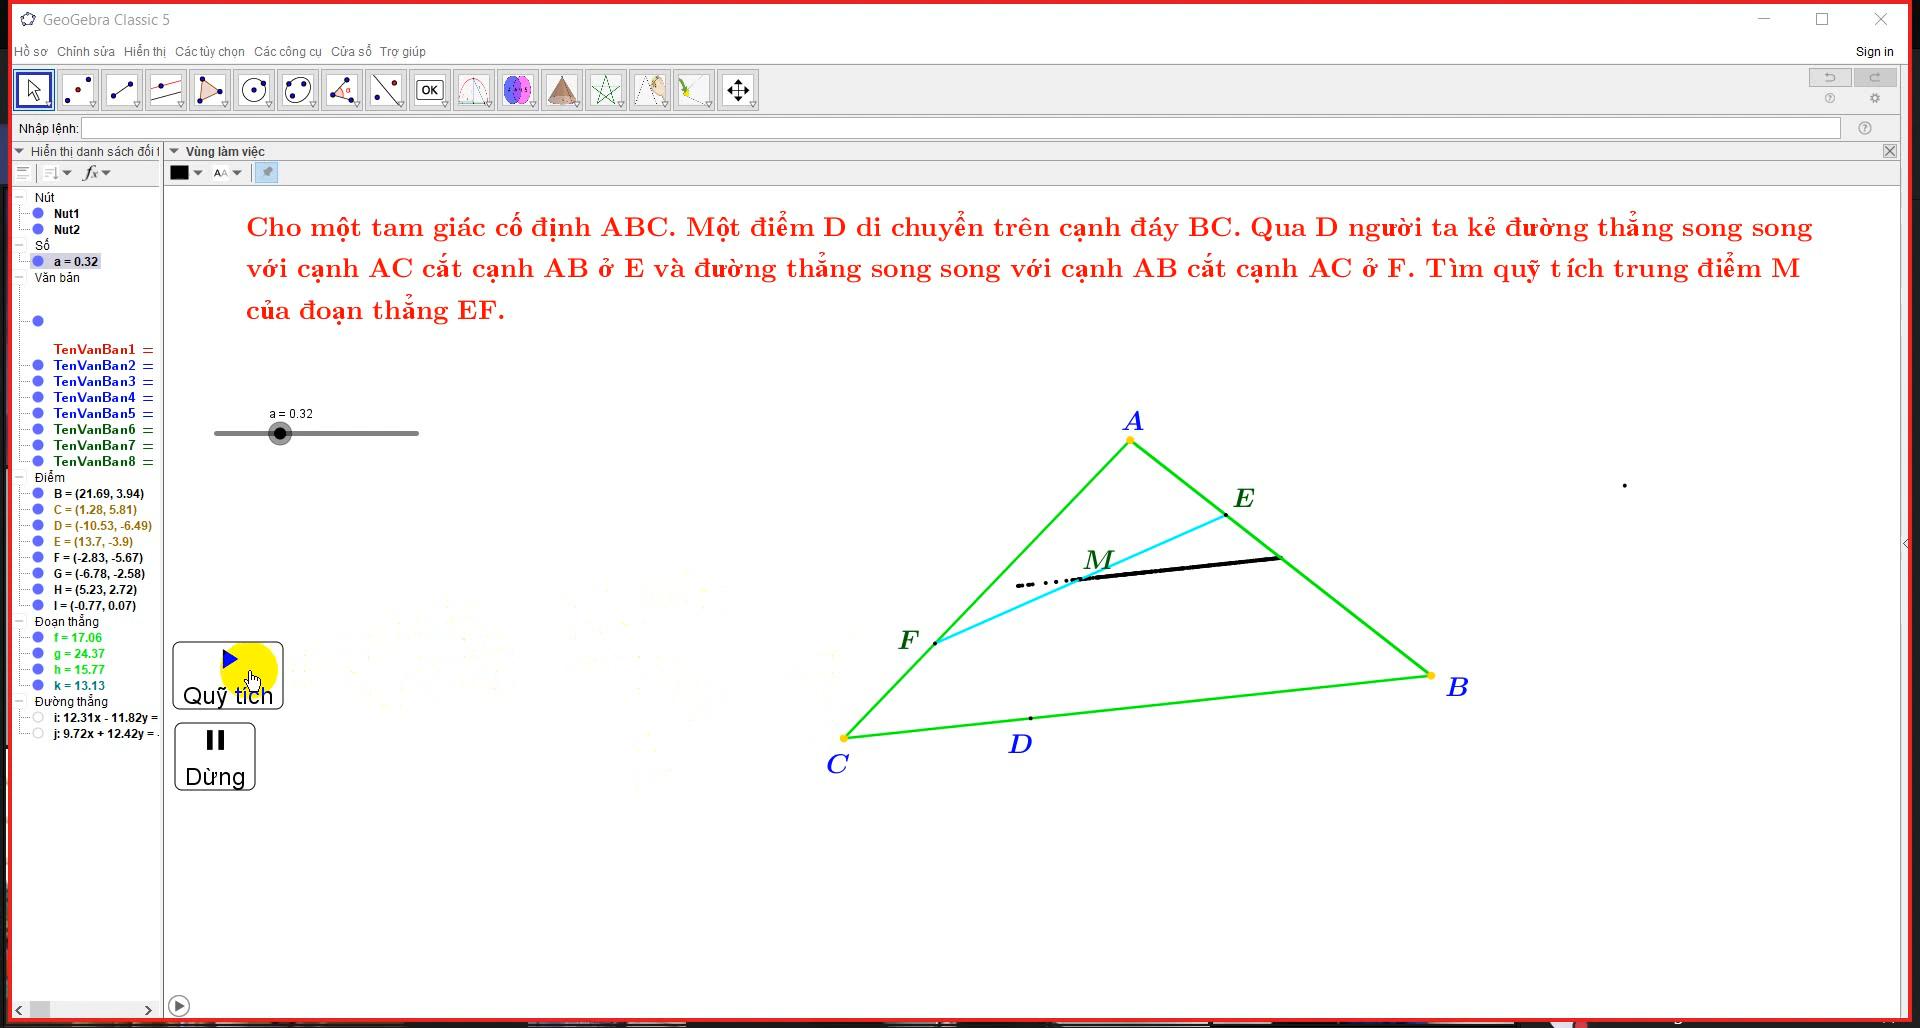 GeoGebra Classic 5
Hồ sơ Chỉnh sửa Hiển thị Các tùy chọn Các công cụ Cửa sổ Trợ giúp
Sign in
OK
Nhập lệnh:
Hiển thị danh sách đối t
Vùng làm việc
AA
Nút
Nut1
Nut2
Số
a = 0.32
Văn bản
TenVanBan1 =
TenVanBan2 =
TenVanBan3 =
TenVanBan4 =
TenVanBan5 =
TenVanBan6 =
TenVanBan7 =
TenVanBan8 =
Điểm
B = (21.69, 3.94)
C = (1.28, 5.81)
D = (-10.53, -6.49)
E = (13.7, -3.9)
F = (-2.83, -5.67)
G = (-6.78, -2.58)
H = (5.23, 2.72)
I = (-0.77, 0.07)
Đoạn thẳng
f = 17.06
g = 24.37
h = 15.77
k = 13.13
Đường thẳng
i: 12.31x - 11.82y =
j: 9.72x + 12.42y = -
Cho một tam giác cố định ABC. Một điểm D di chuyển trên cạnh đáy BC. Qua D người ta kẻ đường thẳng song song
với cạnh AC cắt cạnh AB ở E và đường thẳng song song với cạnh AB cắt cạnh AC ở F. Tìm quỹ tích trung điểm M
của đoạn thẳng EF.
a = 0.32
A
E
M
F
B
D
C
Quỹ tích
Dừng